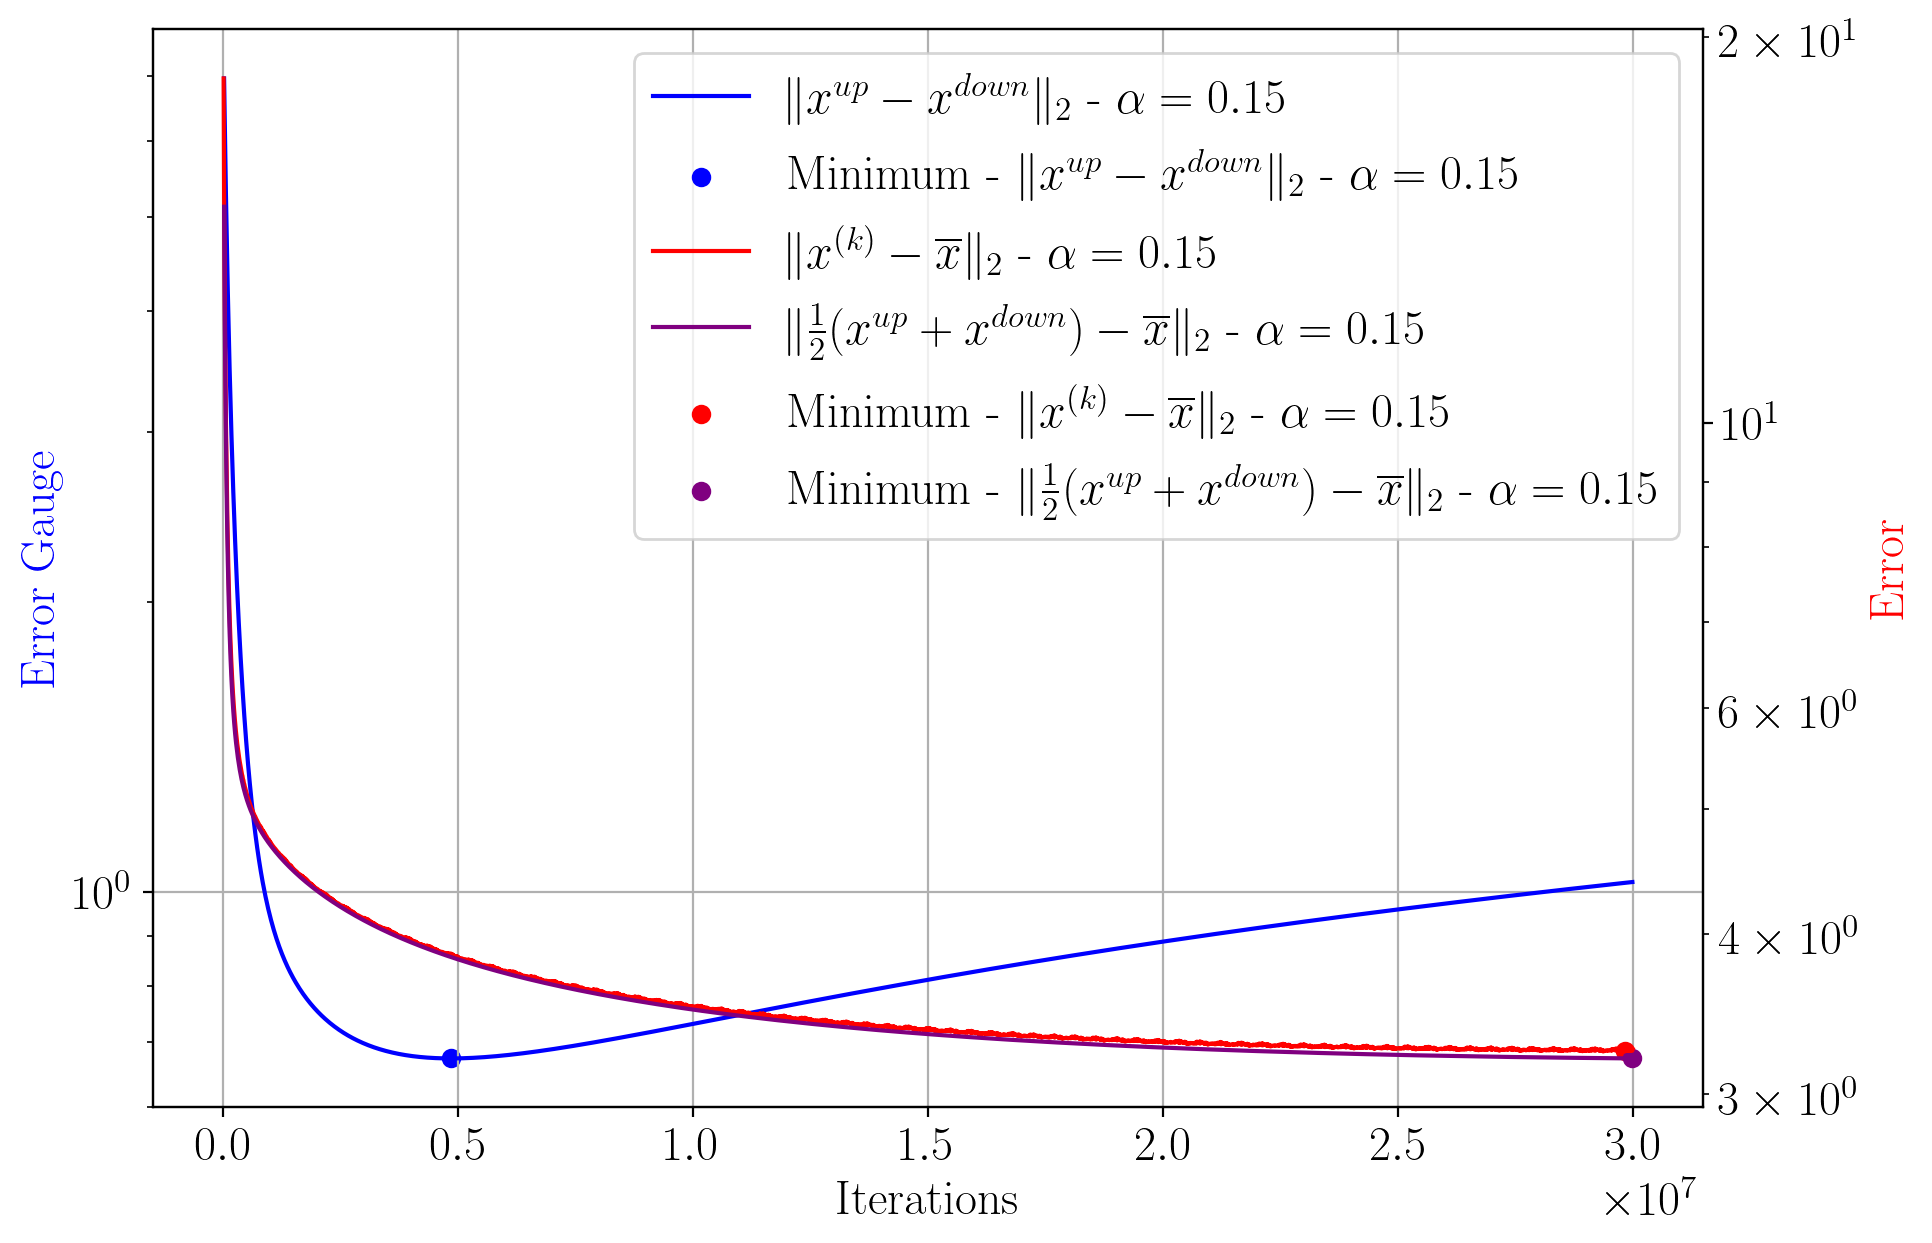 2 × 10¹
‖x^{up} − x^{down}‖₂ - α = 0.15
Minimum - ‖x^{up} − x^{down}‖₂ - α = 0.15
‖x^{(k)} − x̅‖₂ - α = 0.15
‖½(x^{up} + x^{down}) − x̅‖₂ - α = 0.15
Minimum - ‖x^{(k)} − x̅‖₂ - α = 0.15
Minimum - ‖½(x^{up} + x^{down}) − x̅‖₂ - α = 0.15
10¹
Error Gauge
Error
6 × 10⁰
10⁰
4 × 10⁰
3 × 10⁰
0.0 0.5 1.0 1.5 2.0 2.5 3.0
Iterations
×10⁷